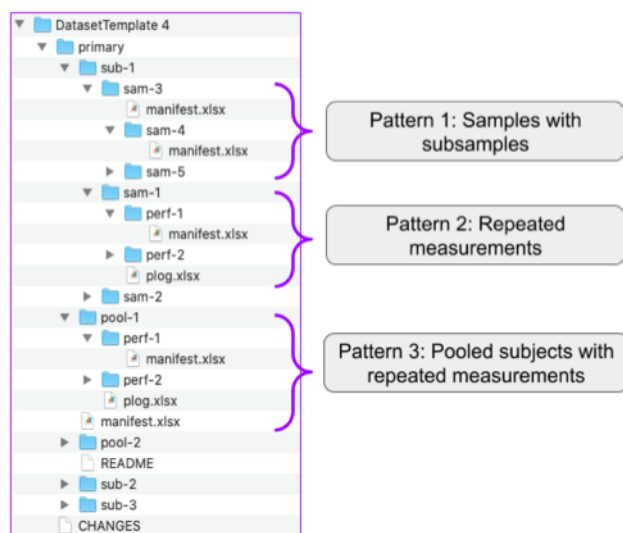 DatasetTemplate 4
primary
sub-1
sam-3
manifest.xlsx
sam-4
manifest.xlsx
sam-5
sam-1
perf-1
manifest.xlsx
perf-2
plog.xlsx
sam-2
pool-1
perf-1
manifest.xlsx
perf-2
plog.xlsx
manifest.xlsx
pool-2
README
sub-2
sub-3
CHANGES
Pattern 1: Samples with
subsamples
Pattern 2: Repeated
measurements
Pattern 3: Pooled subjects with
repeated measurements